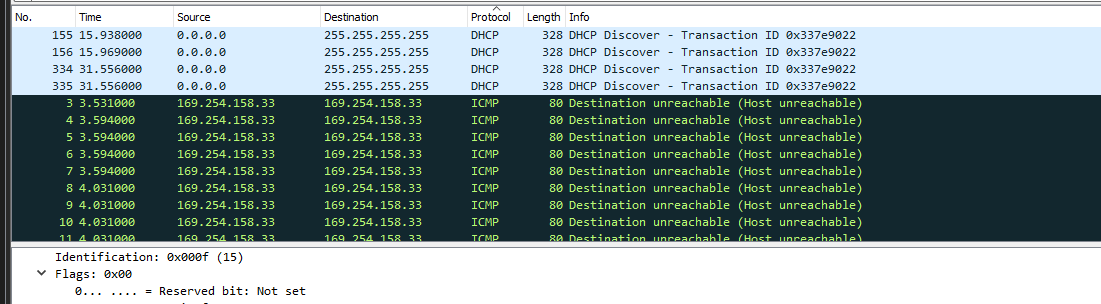 No. Time Source Destination Protocol Length Info
155 15.938000 0.0.0.0 255.255.255.255 DHCP 328 DHCP Discover - Transaction ID 0x337e9022
156 15.969000 0.0.0.0 255.255.255.255 DHCP 328 DHCP Discover - Transaction ID 0x337e9022
334 31.556000 0.0.0.0 255.255.255.255 DHCP 328 DHCP Discover - Transaction ID 0x337e9022
335 31.556000 0.0.0.0 255.255.255.255 DHCP 328 DHCP Discover - Transaction ID 0x337e9022
3 3.531000 169.254.158.33 169.254.158.33 ICMP 80 Destination unreachable (Host unreachable)
4 3.594000 169.254.158.33 169.254.158.33 ICMP 80 Destination unreachable (Host unreachable)
5 3.594000 169.254.158.33 169.254.158.33 ICMP 80 Destination unreachable (Host unreachable)
6 3.594000 169.254.158.33 169.254.158.33 ICMP 80 Destination unreachable (Host unreachable)
7 3.594000 169.254.158.33 169.254.158.33 ICMP 80 Destination unreachable (Host unreachable)
8 4.031000 169.254.158.33 169.254.158.33 ICMP 80 Destination unreachable (Host unreachable)
9 4.031000 169.254.158.33 169.254.158.33 ICMP 80 Destination unreachable (Host unreachable)
10 4.031000 169.254.158.33 169.254.158.33 ICMP 80 Destination unreachable (Host unreachable)
11 4.031000 169.254.158.33 169.254.158.33 ICMP 80 Destination unreachable (Host unreachable)
Identification: 0x000f (15)
Flags: 0x00
0... .... = Reserved bit: Not set